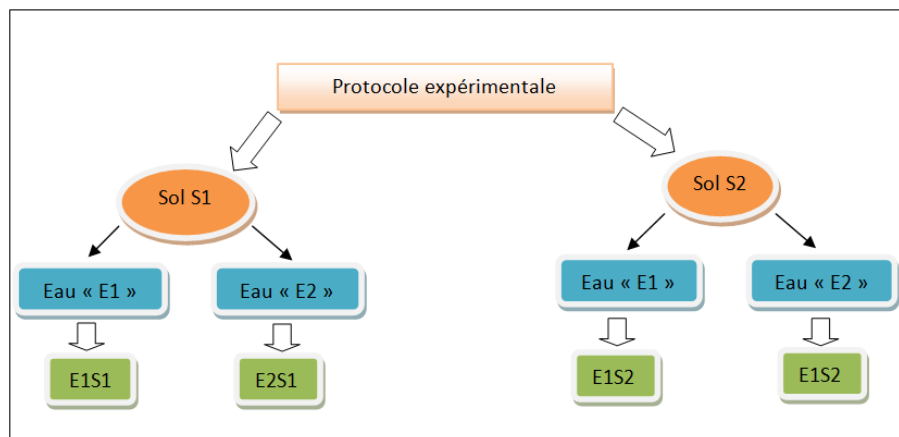 Protocole expérimentale
Sol S1
Sol S2
Eau « E1 »
Eau « E2 »
Eau « E1 »
Eau « E2 »
E1S1
E2S1
E1S2
E1S2